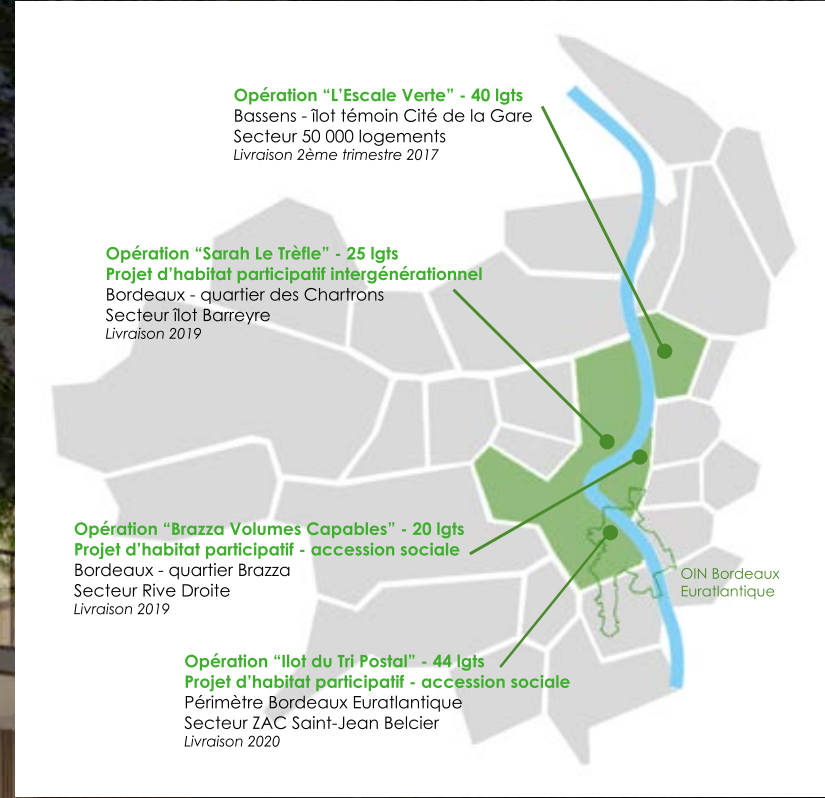 Opération “L’Escale Verte” - 40 lgts
Bassens - îlot témoin Cité de la Gare
Secteur 50 000 logements
Livraison 2ème trimestre 2017
Opération “Sarah Le Trèfle” - 25 lgts
Projet d’habitat participatif intergénérationnel
Bordeaux - quartier des Chartrons
Secteur îlot Barreyre
Livraison 2019
Opération “Brazza Volumes Capables” - 20 lgts
Projet d’habitat participatif - accession sociale
Bordeaux - quartier Brazza
Secteur Rive Droite
Livraison 2019
OIN Bordeaux
Euratlantique
Opération “Ilot du Tri Postal” - 44 lgts
Projet d’habitat participatif - accession sociale
Périmètre Bordeaux Euratlantique
Secteur ZAC Saint-Jean Belcier
Livraison 2020